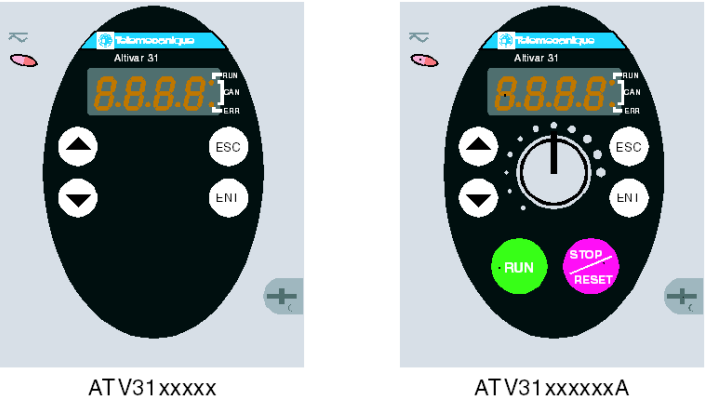 Telemecanique
Altivar 31
8.8.8.8
RUN
CAN
ERR
ESC
ENT
ATV31xxxxx
Telemecanique
Altivar 31
8.8.8.8
RUN
CAN
ERR
ESC
ENT
RUN
STOP
RESET
ATV31xxxxxxA